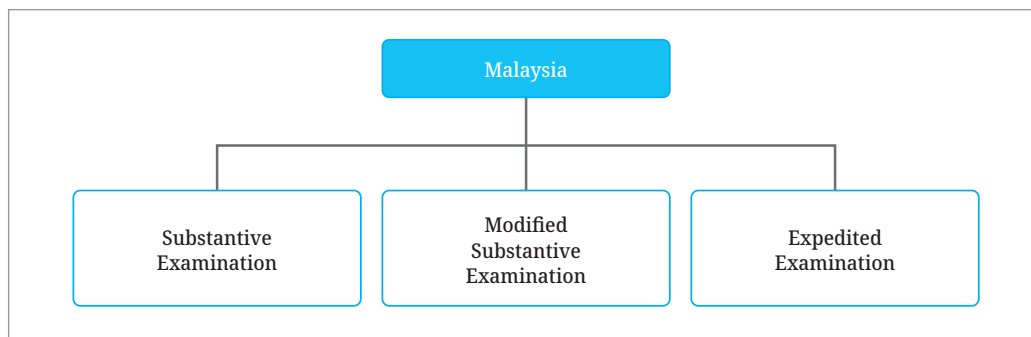 Malaysia
Substantive
Examination
Modified
Substantive
Examination
Expedited
Examination